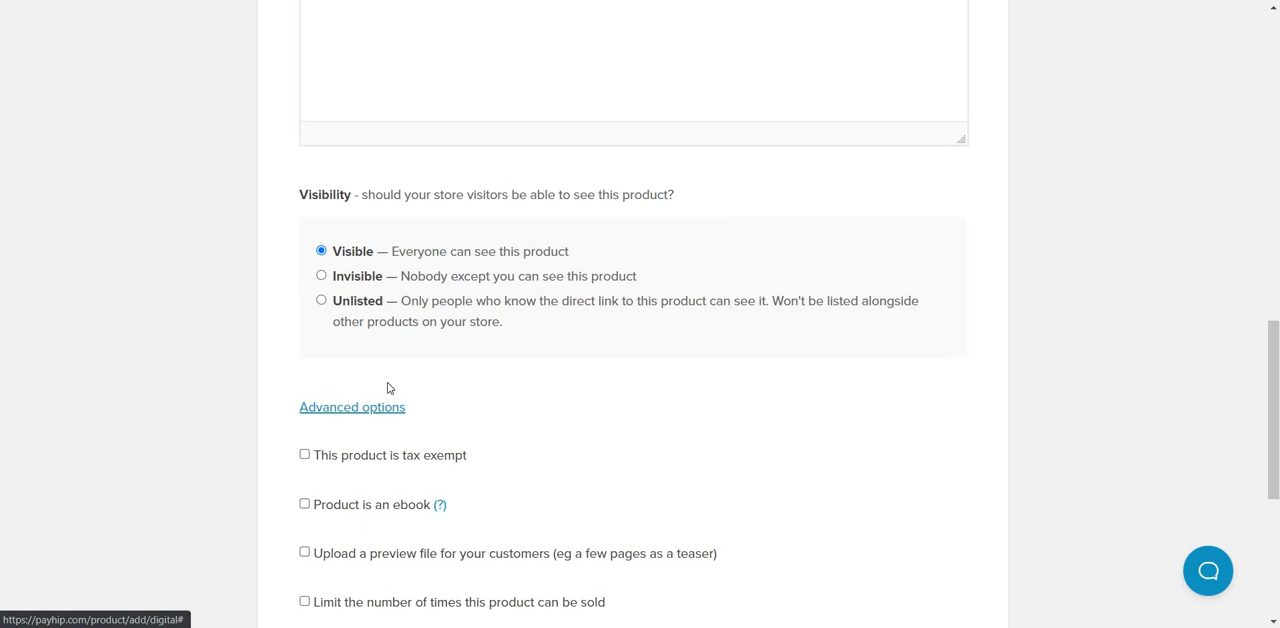 Visibility - should your store visitors be able to see this product?
Visible — Everyone can see this product
Invisible — Nobody except you can see this product
Unlisted — Only people who know the direct link to this product can see it. Won't be listed alongside
other products on your store.
Advanced options
This product is tax exempt
Product is an ebook (?)
Upload a preview file for your customers (eg a few pages as a teaser)
Limit the number of times this product can be sold
https://payhip.com/product/add/digital#